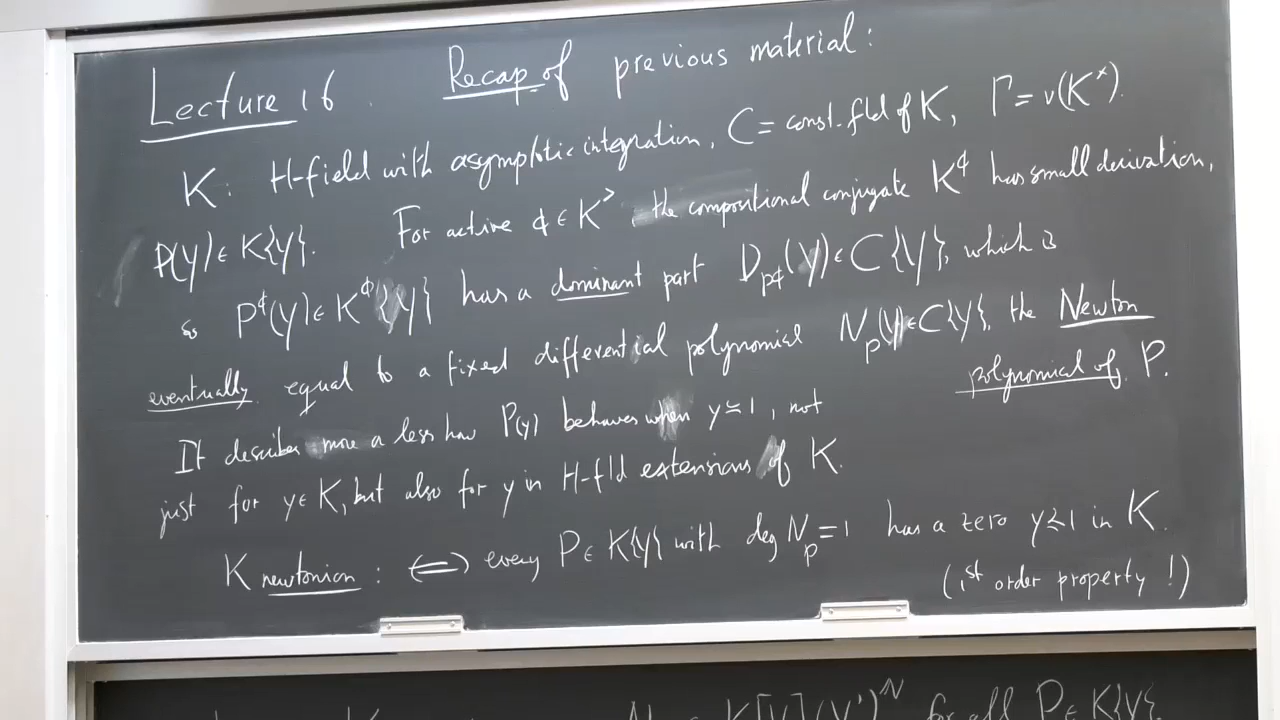 Lecture 16. Recap of previous material:
K: H-field with asymptotic integration, C = const. fld of K, Γ = v(K^×).
P(Y) ∈ K{Y}. For active ϕ ∈ K^>, the compositional conjugate K^ϕ has small derivation,
so P^ϕ(Y) ∈ K^ϕ{Y} has a dominant part D_{P^ϕ}(Y) ∈ C{Y}, which is
eventually equal to a fixed differential polynomial N_P(Y) ∈ C{Y}, the Newton
polynomial of P.
It describes more or less how P(y) behaves when y ≍ 1, not
just for y ∈ K, but also for y in H-fld extensions of K.
K newtonian: ⟺ every P ∈ K{Y} with deg N_P = 1 has a zero y ≼ 1 in K.
(1st order property!)
K[Y](Y')^N for all P ∈ K{Y}